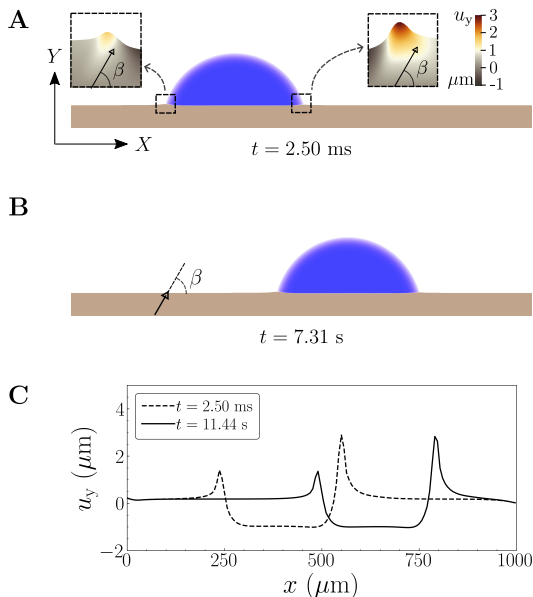 A
Y
X
β
β
u_y
3
2
1
0
-1
μm
t = 2.50 ms
B
β
t = 7.31 s
C
u_y (μm)
4
2
0
−2
t = 2.50 ms
t = 11.44 s
0
250
500
750
1000
x (μm)